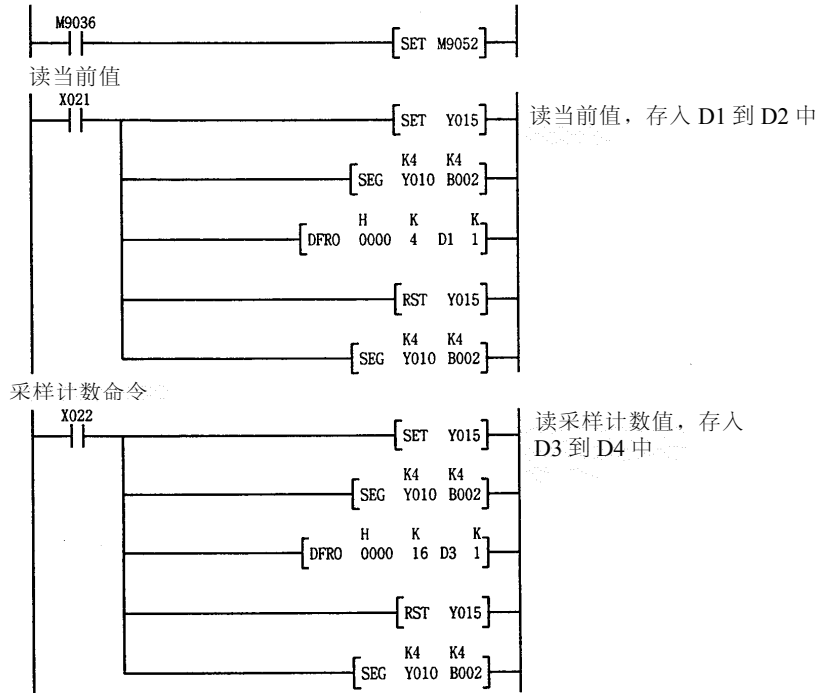 M9036
SET M9052
读当前值
X021
SET Y015
读当前值，存入 D1 到 D2 中
K4 K4
SEG Y010 B002
H K K
DFRO 0000 4 D1 1
RST Y015
K4 K4
SEG Y010 B002
采样计数命令
X022
SET Y015
读采样计数值，存入
D3 到 D4 中
K4 K4
SEG Y010 B002
H K K
DFRO 0000 16 D3 1
RST Y015
K4 K4
SEG Y010 B002